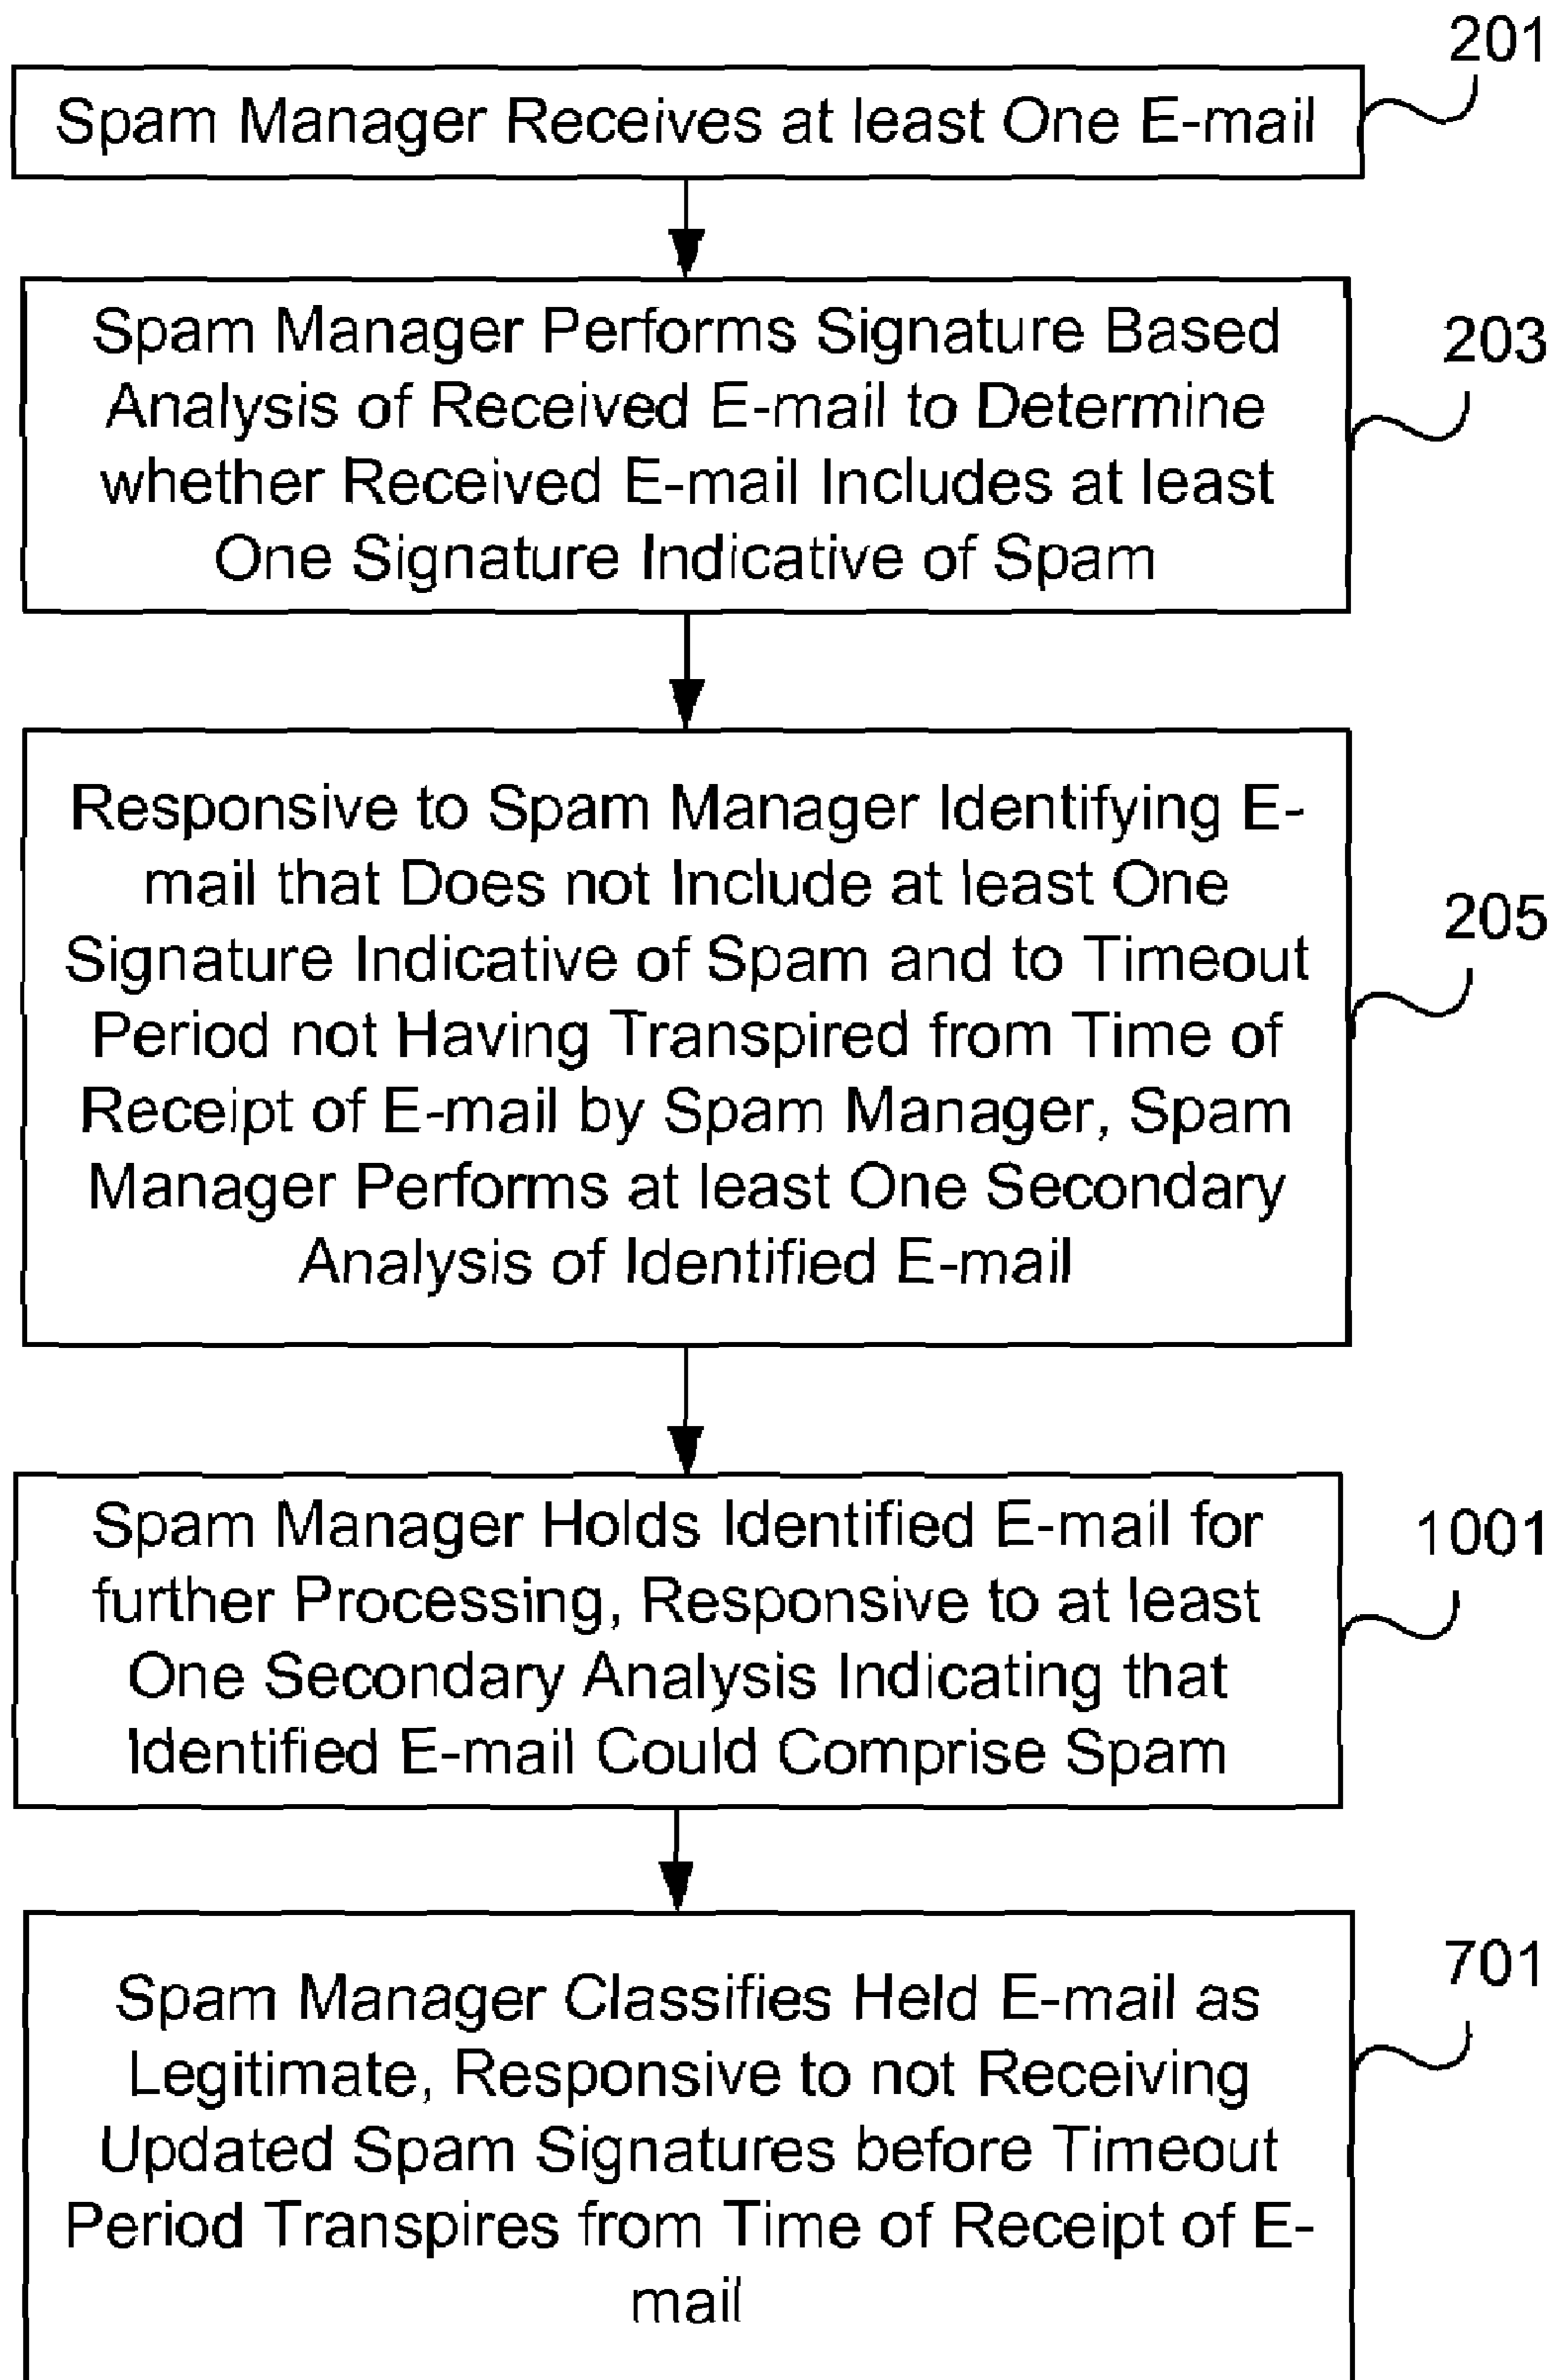 201
Spam Manager Receives at least One E-mail
203
Spam Manager Performs Signature Based
Analysis of Received E-mail to Determine
whether Received E-mail Includes at least
One Signature Indicative of Spam
205
Responsive to Spam Manager Identifying E-
mail that Does not Include at least One
Signature Indicative of Spam and to Timeout
Period not Having Transpired from Time of
Receipt of E-mail by Spam Manager, Spam
Manager Performs at least One Secondary
Analysis of Identified E-mail
1001
Spam Manager Holds Identified E-mail for
further Processing, Responsive to at least
One Secondary Analysis Indicating that
Identified E-mail Could Comprise Spam
701
Spam Manager Classifies Held E-mail as
Legitimate, Responsive to not Receiving
Updated Spam Signatures before Timeout
Period Transpires from Time of Receipt of E-
mail